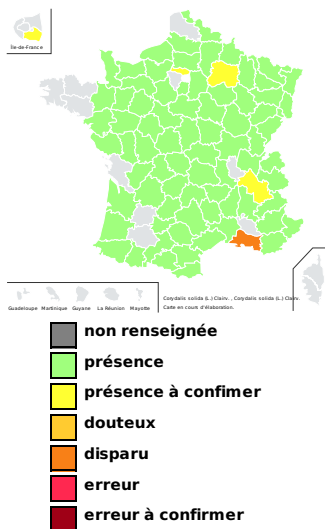 Île-de-France
Guadeloupe Martinique Guyane La Réunion Mayotte
Corydalis solida (L.) Clairv. , Corydalis solida (L.) Clairv.
Carte en cours d'élaboration.
non renseignée
présence
présence à confimer
douteux
disparu
erreur
erreur à confirmer